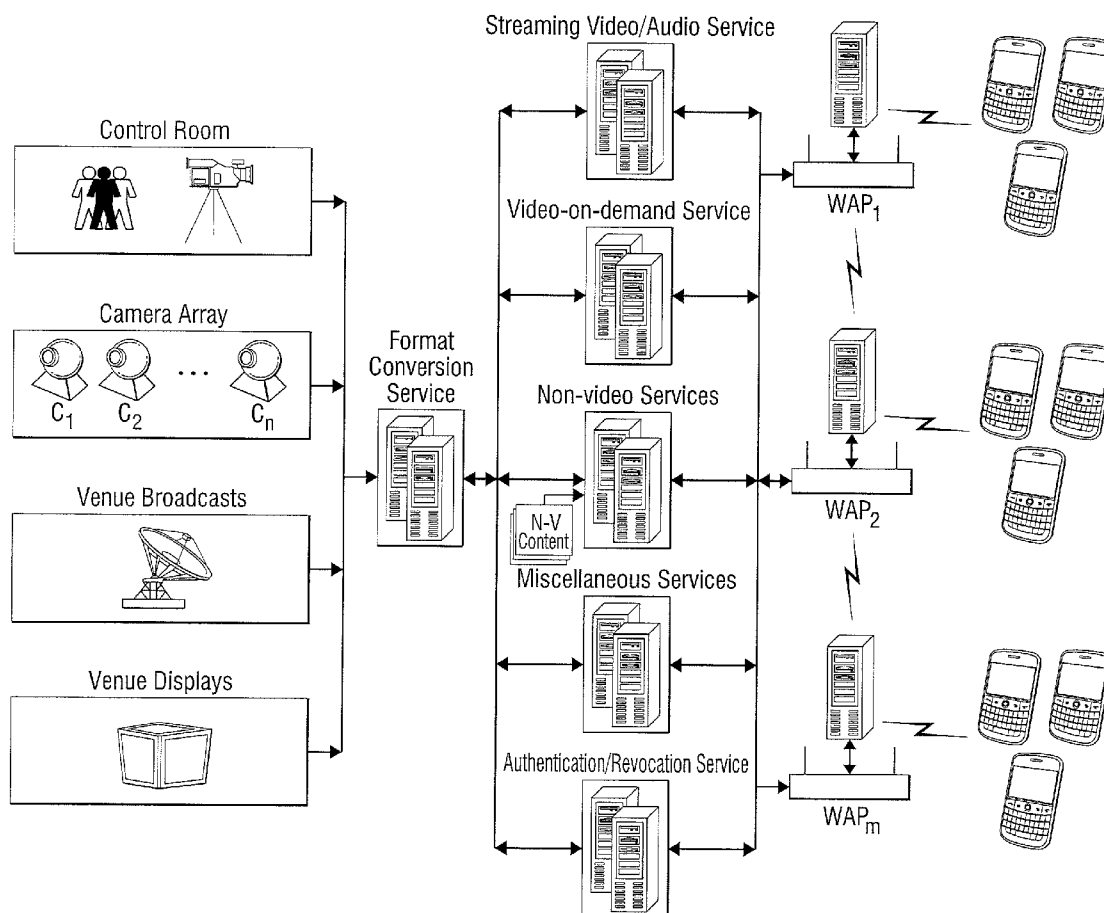 Control Room
Camera Array
C1 C2 ... Cn
Venue Broadcasts
Venue Displays
Format
Conversion
Service
Streaming Video/Audio Service
Video-on-demand Service
Non-video Services
N-V
Content
Miscellaneous Services
Authentication/Revocation Service
WAP1
WAP2
WAPm